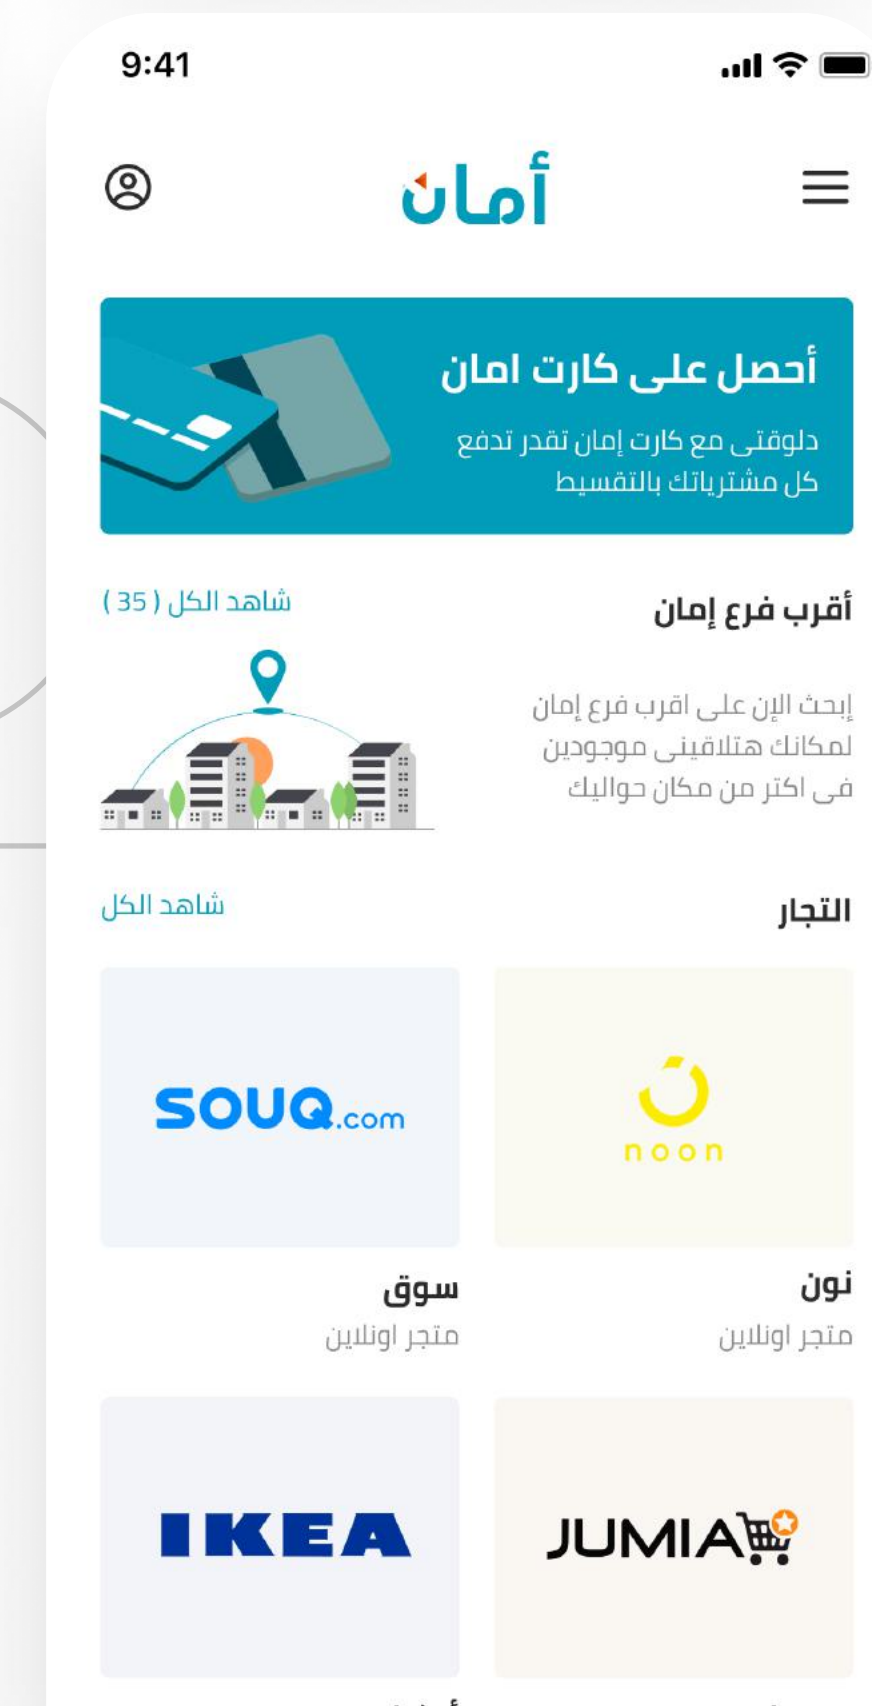 9:41
أمان
أحصل على كارت امان
دلوقتى مع كارت إمان تقدر تدفع
كل مشترياتك بالتقسيط
أقرب فرع إمان
شاهد الكل ( 35 )
إبحث الإن على اقرب فرع إمان
لمكانك هتلاقينى موجودين
فى اكتر من مكان حواليك
التجار
شاهد الكل
noon
SOUQ.com
نون
سوق
متجر اونلاين
متجر اونلاين
JUMIA
IKEA